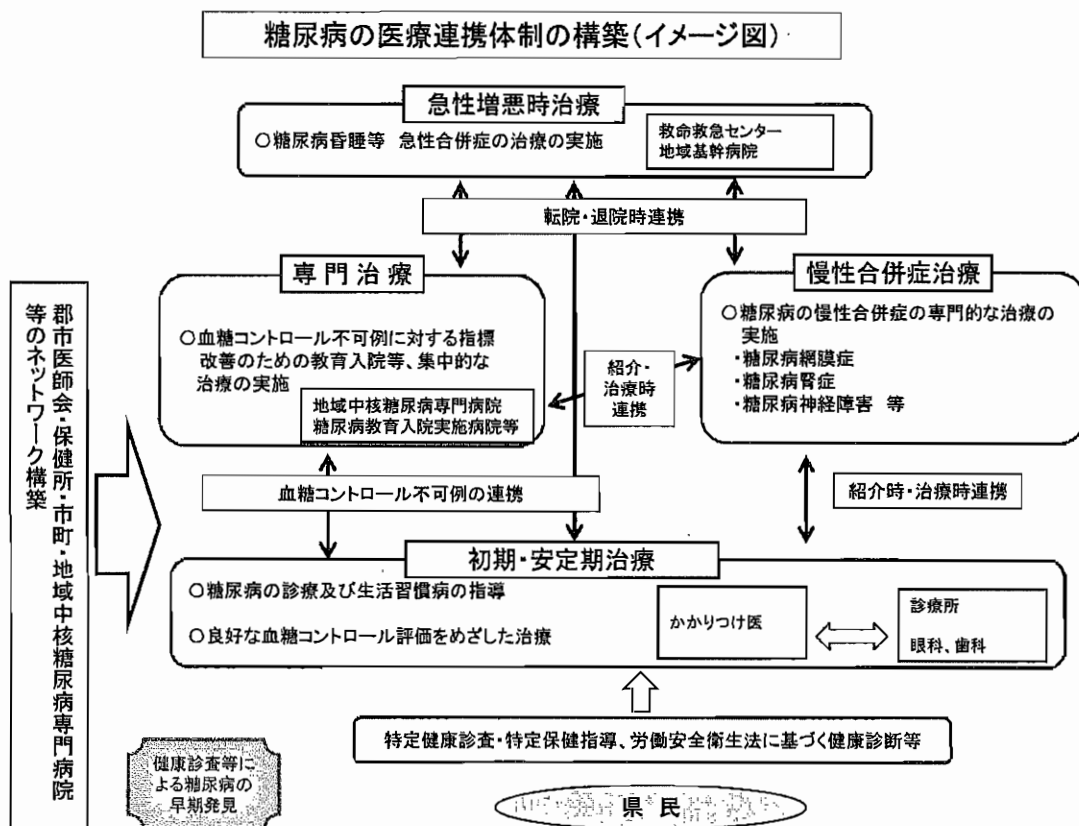 糖尿病の医療連携体制の構築(イメージ図)
急性増悪時治療
○糖尿病昏睡等 急性合併症の治療の実施
救命救急センター
地域基幹病院
転院・退院時連携
専門治療
○血糖コントロール不可例に対する指標
改善のための教育入院等、集中的な
治療の実施
地域中核糖尿病専門病院
糖尿病教育入院実施病院等
紹介・
治療時
連携
慢性合併症治療
○糖尿病の慢性合併症の専門的な治療の
実施
・糖尿病網膜症
・糖尿病腎症
・糖尿病神経障害 等
血糖コントロール不可例の連携
紹介時・治療時連携
郡市医師会・保健所・市町・地域中核糖尿病専門病院
等のネットワーク構築
初期・安定期治療
○糖尿病の診療及び生活習慣病の指導
○良好な血糖コントロール評価をめざした治療
かかりつけ医
診療所
眼科、歯科
特定健康診査・特定保健指導、労働安全衛生法に基づく健康診断等
健康診査等に
よる糖尿病の
早期発見
県民